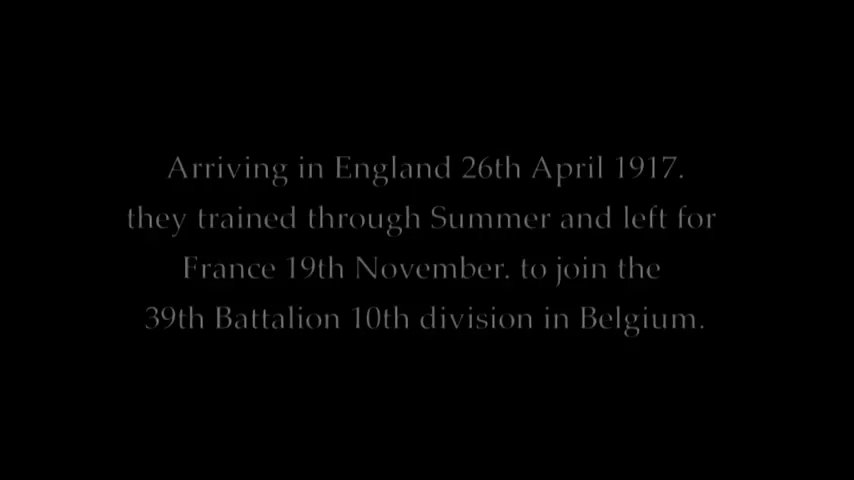 Arriving in England 26th April 1917.
they trained through Summer and left for
France 19th November. to join the
39th Battalion 10th division in Belgium.